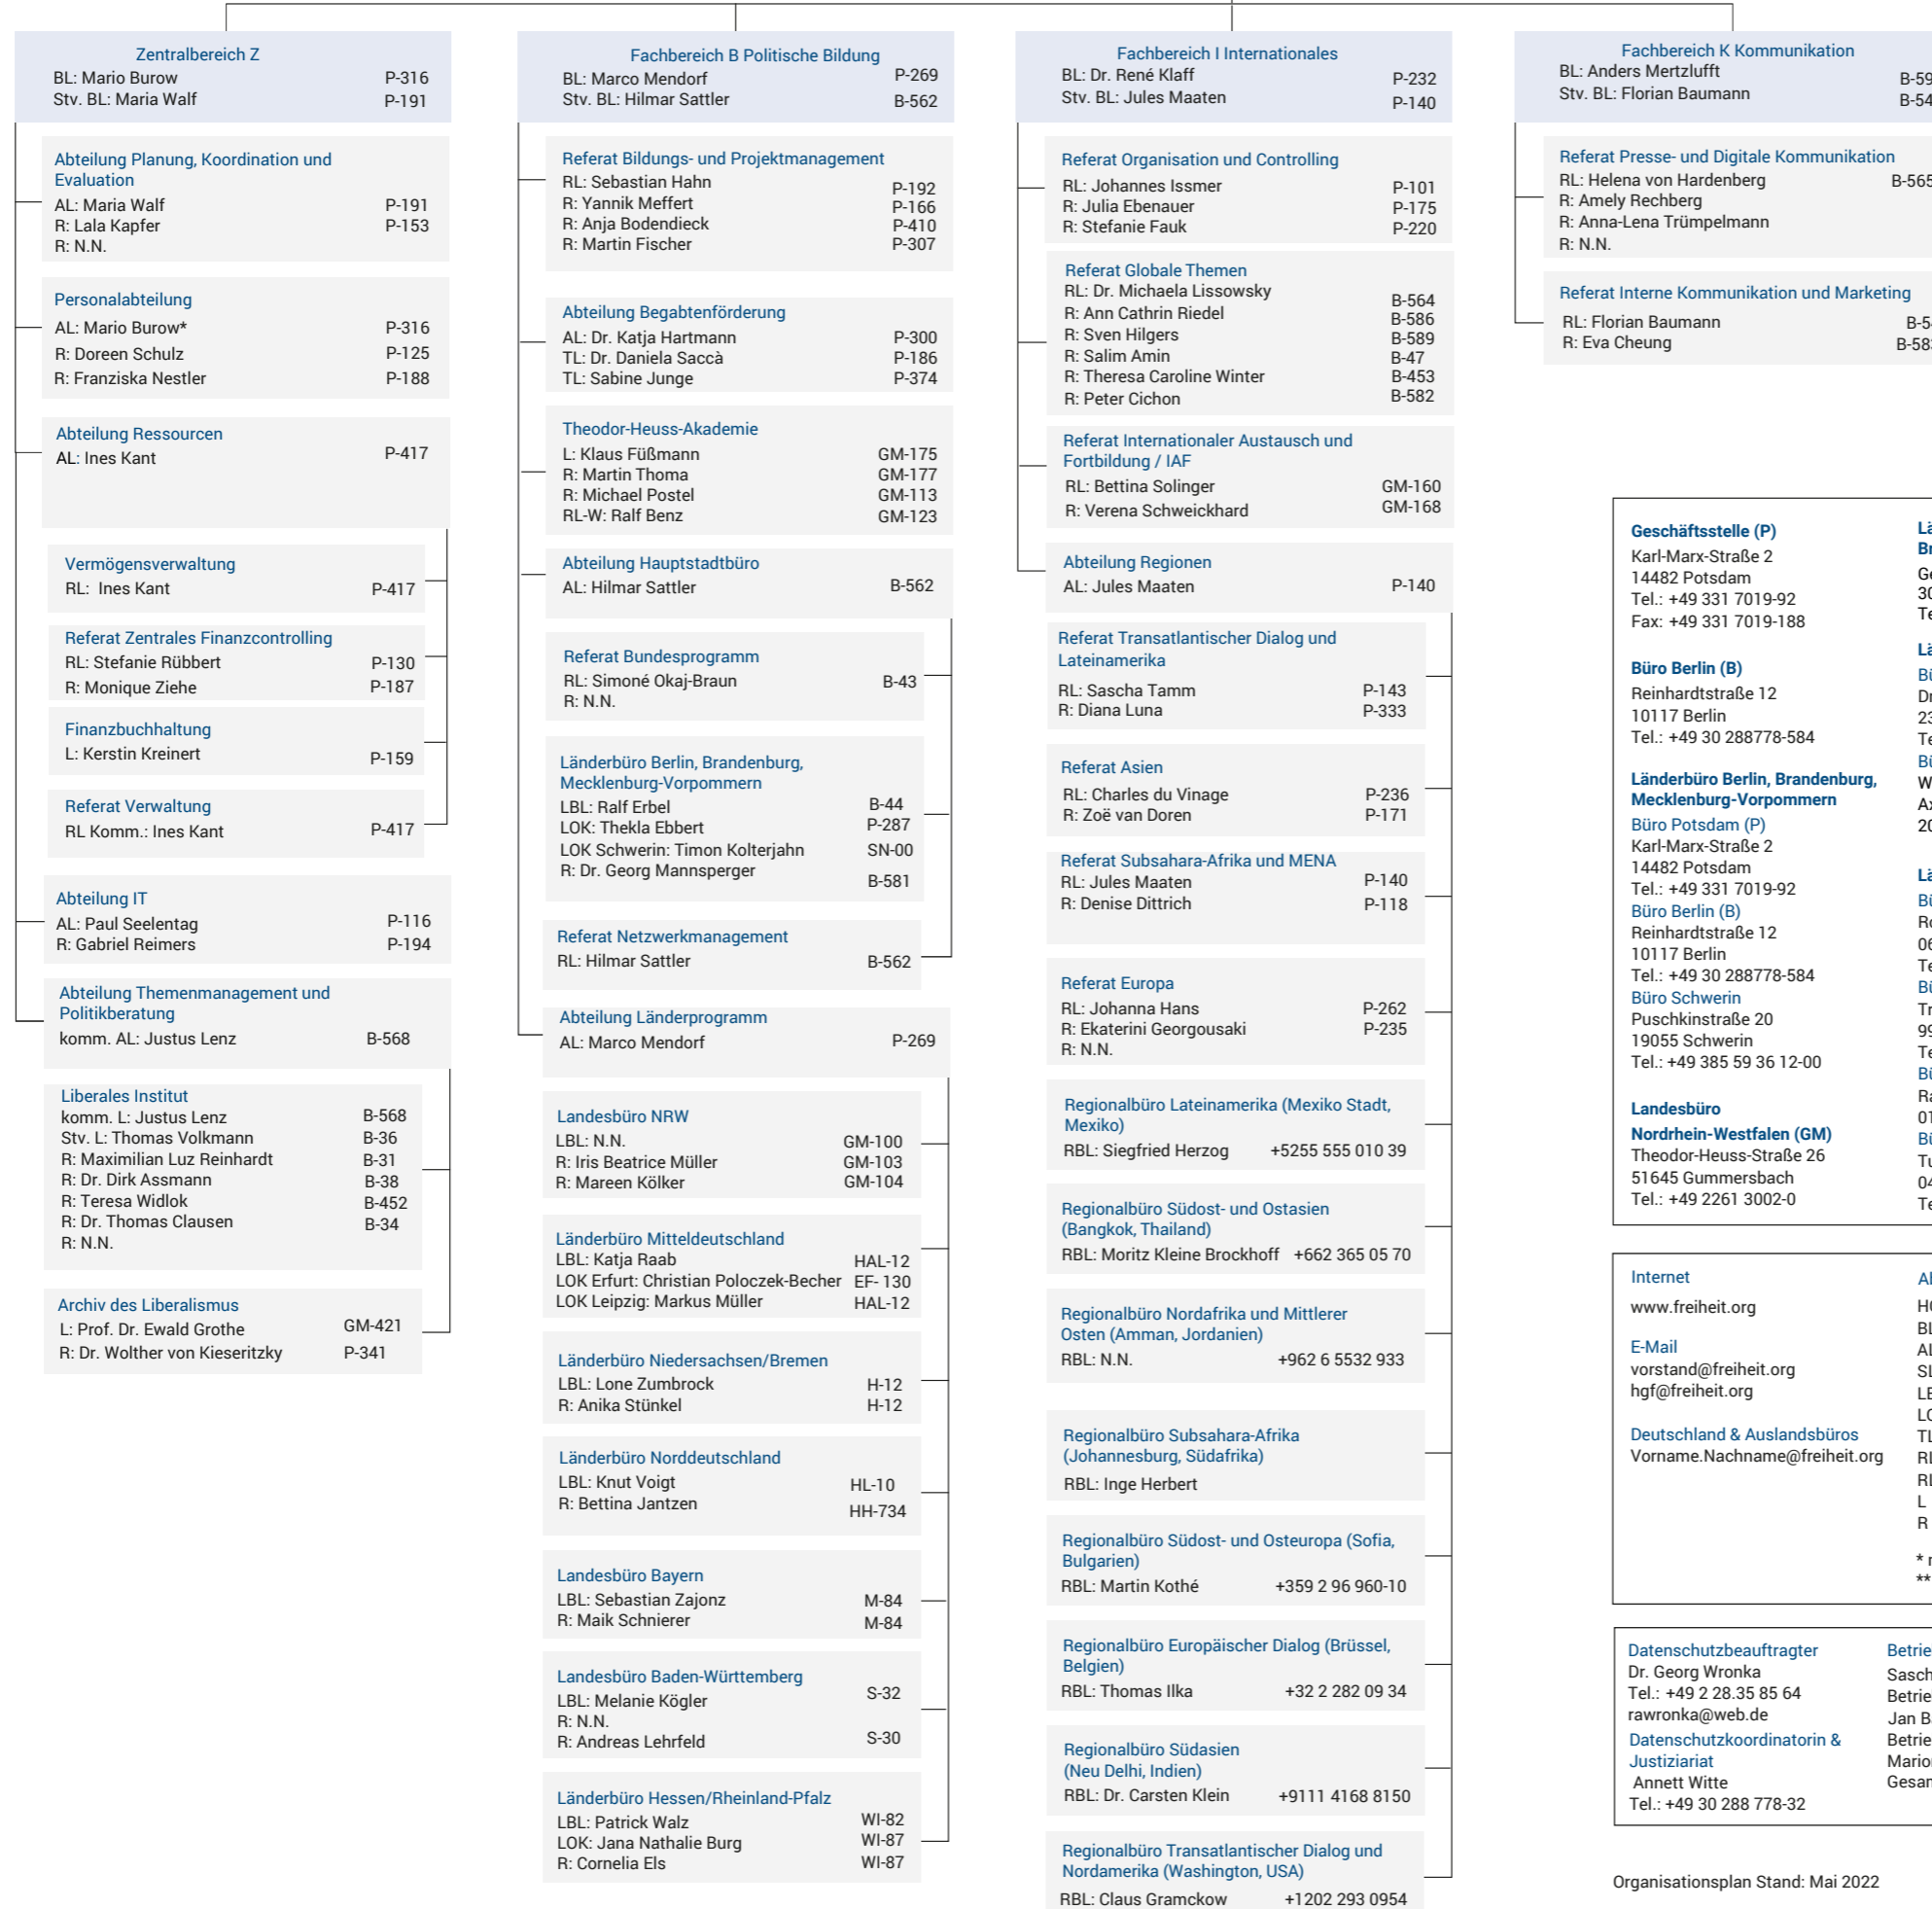 Zentralbereich Z
BL: Mario Burow P-316
Stv. BL: Maria Walf P-191
Abteilung Planung, Koordination und
Evaluation
AL: Maria Walf P-191
R: Lala Kapfer P-153
R: N.N.
Personalabteilung
AL: Mario Burow* P-316
R: Doreen Schulz P-125
R: Franziska Nestler P-188
Abteilung Ressourcen
AL: Ines Kant P-417
Vermögensverwaltung
RL: Ines Kant P-417
Referat Zentrales Finanzcontrolling
RL: Stefanie Rübbert P-130
R: Monique Ziehe P-187
Finanzbuchhaltung
L: Kerstin Kreinert P-159
Referat Verwaltung
RL Komm.: Ines Kant P-417
Abteilung IT
AL: Paul Seelentag P-116
R: Gabriel Reimers P-194
Abteilung Themenmanagement und
Politikberatung
komm. AL: Justus Lenz B-568
Liberales Institut
komm. L: Justus Lenz B-568
Stv. L: Thomas Volkmann B-36
R: Maximilian Luz Reinhardt B-31
R: Dr. Dirk Assmann B-38
R: Teresa Widlok B-452
R: Dr. Thomas Clausen B-34
R: N.N.
Archiv des Liberalismus
L: Prof. Dr. Ewald Grothe GM-421
R: Dr. Wolther von Kieseritzky P-341
Fachbereich B Politische Bildung
BL: Marco Mendorf P-269
Stv. BL: Hilmar Sattler B-562
Referat Bildungs- und Projektmanagement
RL: Sebastian Hahn P-192
R: Yannik Meffert P-166
R: Anja Bodendieck P-410
R: Martin Fischer P-307
Abteilung Begabtenförderung
AL: Dr. Katja Hartmann P-300
TL: Dr. Daniela Saccà P-186
TL: Sabine Junge P-374
Theodor-Heuss-Akademie
L: Klaus Füßmann GM-175
R: Martin Thoma GM-177
R: Michael Postel GM-113
RL-W: Ralf Benz GM-123
Abteilung Hauptstadtbüro
AL: Hilmar Sattler B-562
Referat Bundesprogramm
RL: Simoné Okaj-Braun B-43
R: N.N.
Länderbüro Berlin, Brandenburg,
Mecklenburg-Vorpommern
LBL: Ralf Erbel B-44
LOK: Thekla Ebbert P-287
LOK Schwerin: Timon Kolterjahn SN-00
R: Dr. Georg Mannsperger B-581
Referat Netzwerkmanagement
RL: Hilmar Sattler B-562
Abteilung Länderprogramm
AL: Marco Mendorf P-269
Landesbüro NRW
LBL: N.N. GM-100
R: Iris Beatrice Müller GM-103
R: Mareen Kölker GM-104
Länderbüro Mitteldeutschland
LBL: Katja Raab HAL-12
LOK Erfurt: Christian Poloczek-Becher EF- 130
LOK Leipzig: Markus Müller HAL-12
Länderbüro Niedersachsen/Bremen
LBL: Lone Zumbrock H-12
R: Anika Stünkel H-12
Länderbüro Norddeutschland
LBL: Knut Voigt HL-10
R: Bettina Jantzen HH-734
Landesbüro Bayern
LBL: Sebastian Zajonz M-84
R: Maik Schnierer M-84
Landesbüro Baden-Württemberg
LBL: Melanie Kögler S-32
R: N.N.
R: Andreas Lehrfeld S-30
Länderbüro Hessen/Rheinland-Pfalz
LBL: Patrick Walz WI-82
LOK: Jana Nathalie Burg WI-87
R: Cornelia Els WI-87
Fachbereich I Internationales
BL: Dr. René Klaff P-232
Stv. BL: Jules Maaten P-140
Referat Organisation und Controlling
RL: Johannes Issmer P-101
R: Julia Ebenauer P-175
R: Stefanie Fauk P-220
Referat Globale Themen
RL: Dr. Michaela Lissowsky B-564
R: Ann Cathrin Riedel B-586
R: Sven Hilgers B-589
R: Salim Amin B-47
R: Theresa Caroline Winter B-453
R: Peter Cichon B-582
Referat Internationaler Austausch und
Fortbildung / IAF
RL: Bettina Solinger GM-160
R: Verena Schweickhard GM-168
Abteilung Regionen
AL: Jules Maaten P-140
Referat Transatlantischer Dialog und
Lateinamerika
RL: Sascha Tamm P-143
R: Diana Luna P-333
Referat Asien
RL: Charles du Vinage P-236
R: Zoë van Doren P-171
Referat Subsahara-Afrika und MENA
RL: Jules Maaten P-140
R: Denise Dittrich P-118
Referat Europa
RL: Johanna Hans P-262
R: Ekaterini Georgousaki P-235
R: N.N.
Regionalbüro Lateinamerika (Mexiko Stadt,
Mexiko)
RBL: Siegfried Herzog +5255 555 010 39
Regionalbüro Südost- und Ostasien
(Bangkok, Thailand)
RBL: Moritz Kleine Brockhoff +662 365 05 70
Regionalbüro Nordafrika und Mittlerer
Osten (Amman, Jordanien)
RBL: N.N. +962 6 5532 933
Regionalbüro Subsahara-Afrika
(Johannesburg, Südafrika)
RBL: Inge Herbert
Regionalbüro Südost- und Osteuropa (Sofia,
Bulgarien)
RBL: Martin Kothé +359 2 96 960-10
Regionalbüro Europäischer Dialog (Brüssel,
Belgien)
RBL: Thomas Ilka +32 2 282 09 34
Regionalbüro Südasien
(Neu Delhi, Indien)
RBL: Dr. Carsten Klein +9111 4168 8150
Regionalbüro Transatlantischer Dialog und
Nordamerika (Washington, USA)
RBL: Claus Gramckow +1202 293 0954
Fachbereich K Kommunikation
BL: Anders Mertzlufft B-59
Stv. BL: Florian Baumann B-54
Referat Presse- und Digitale Kommunikation
RL: Helena von Hardenberg B-565
R: Amely Rechberg
R: Anna-Lena Trümpelmann
R: N.N.
Referat Interne Kommunikation und Marketing
RL: Florian Baumann
R: Eva Cheung B-583
Geschäftsstelle (P)
Karl-Marx-Straße 2
14482 Potsdam
Tel.: +49 331 7019-92
Fax: +49 331 7019-188
Büro Berlin (B)
Reinhardtstraße 12
10117 Berlin
Tel.: +49 30 288778-584
Länderbüro Berlin, Brandenburg,
Mecklenburg-Vorpommern
Büro Potsdam (P)
Karl-Marx-Straße 2
14482 Potsdam
Tel.: +49 331 7019-92
Büro Berlin (B)
Reinhardtstraße 12
10117 Berlin
Tel.: +49 30 288778-584
Büro Schwerin
Puschkinstraße 20
19055 Schwerin
Tel.: +49 385 59 36 12-00
Landesbüro
Nordrhein-Westfalen (GM)
Theodor-Heuss-Straße 26
51645 Gummersbach
Tel.: +49 2261 3002-0
Internet
www.freiheit.org
E-Mail
vorstand@freiheit.org
hgf@freiheit.org
Deutschland & Auslandsbüros
Vorname.Nachname@freiheit.org
L
R
*
**
Datenschutzbeauftragter
Dr. Georg Wronka
Tel.: +49 2 28.35 85 64
rawronka@web.de
Datenschutzkoordinatorin &
Justiziariat
Annett Witte
Tel.: +49 30 288 778-32
Jan
Organisationsplan Stand: Mai 2022